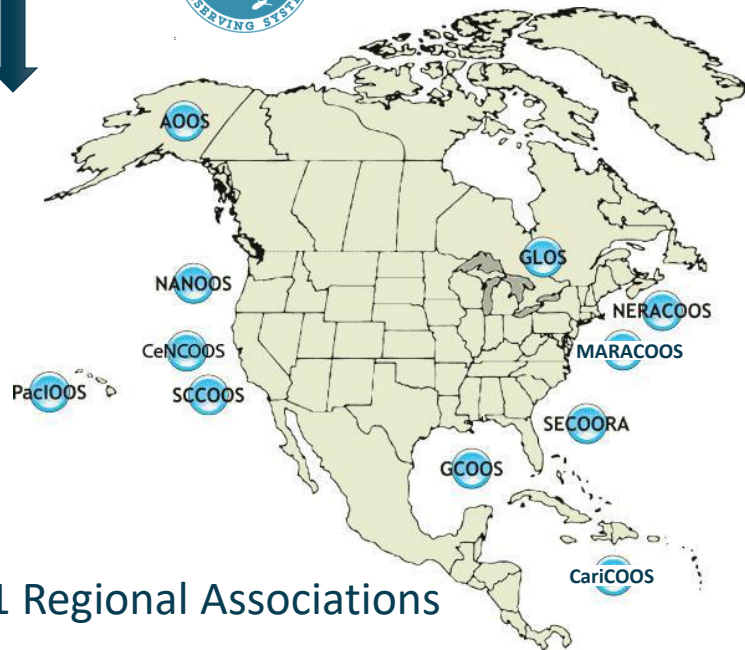 SERVING SYST
AOOS
GLOS
NANOOS
NERACOOS
CeNCOOS
MARACOOS
PacIOOS
SCCOOS
SECOORA
GCOOS
CariCOOS
1 Regional Associations